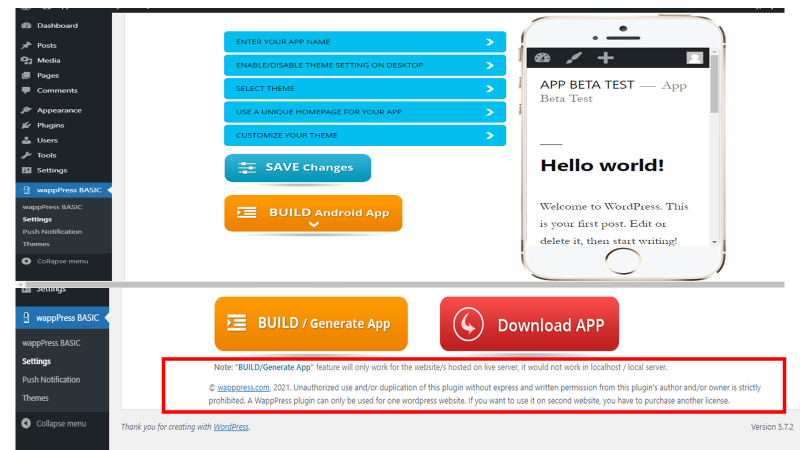 Dashboard
Posts
Media
Pages
Comments
Appearance
Plugins
Users
Tools
Settings
wappPress BASIC
wappPress BASIC
Settings
Push Notification
Themes
Collapse menu
ENTER YOUR APP NAME
ENABLE/DISABLE THEME SETTING ON DESKTOP
SELECT THEME
USE A UNIQUE HOMEPAGE FOR YOUR APP
CUSTOMIZE YOUR THEME
SAVE Changes
BUILD Android App
APP BETA TEST — App
Beta Test
Hello world!
Welcome to WordPress. This
is your first post. Edit or
delete it, then start writing!
Settings
wappPress BASIC
wappPress BASIC
Settings
Push Notification
Themes
Collapse menu
BUILD / Generate App
Download APP
Note: "BUILD/Generate App" feature will only work for the website/s hosted on live server, it would not work in localhost / local server.
© wapppress.com, 2021. Unauthorized use and/or duplication of this plugin without express and written permission from this plugin's author and/or owner is strictly
prohibited. A WappPress plugin can only be used for one wordpress website. if you want to use it on second website, you have to purchase another license.
Thank you for creating with WordPress.
Version 5.7.2